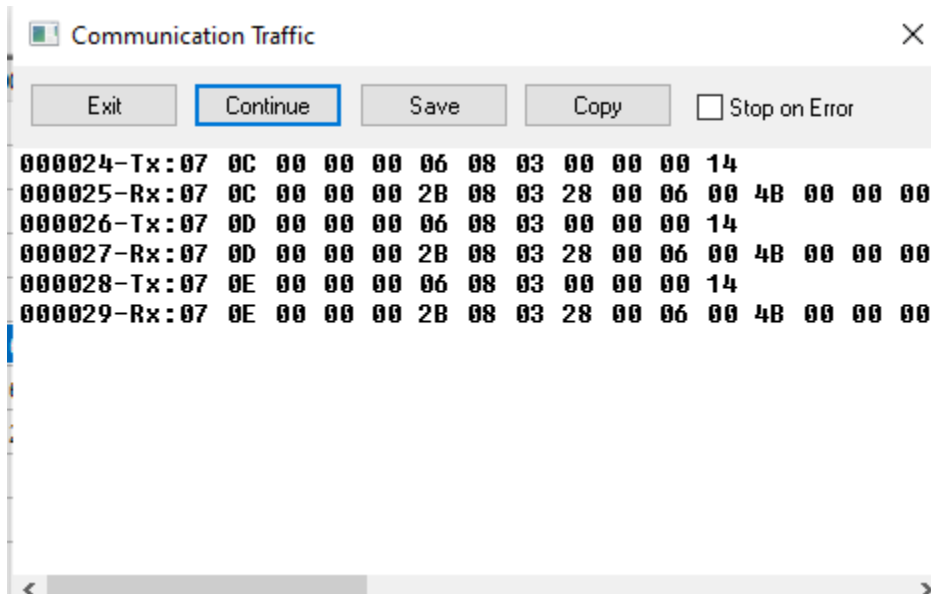 Communication Traffic
Exit Continue Save Copy Stop on Error
000024-Tx:07 0C 00 00 00 06 08 03 00 00 00 14
000025-Rx:07 0C 00 00 00 2B 08 03 28 00 06 00 4B 00 00 00
000026-Tx:07 0D 00 00 00 06 08 03 00 00 00 14
000027-Rx:07 0D 00 00 00 2B 08 03 28 00 06 00 4B 00 00 00
000028-Tx:07 0E 00 00 00 06 08 03 00 00 00 14
000029-Rx:07 0E 00 00 00 2B 08 03 28 00 06 00 4B 00 00 00